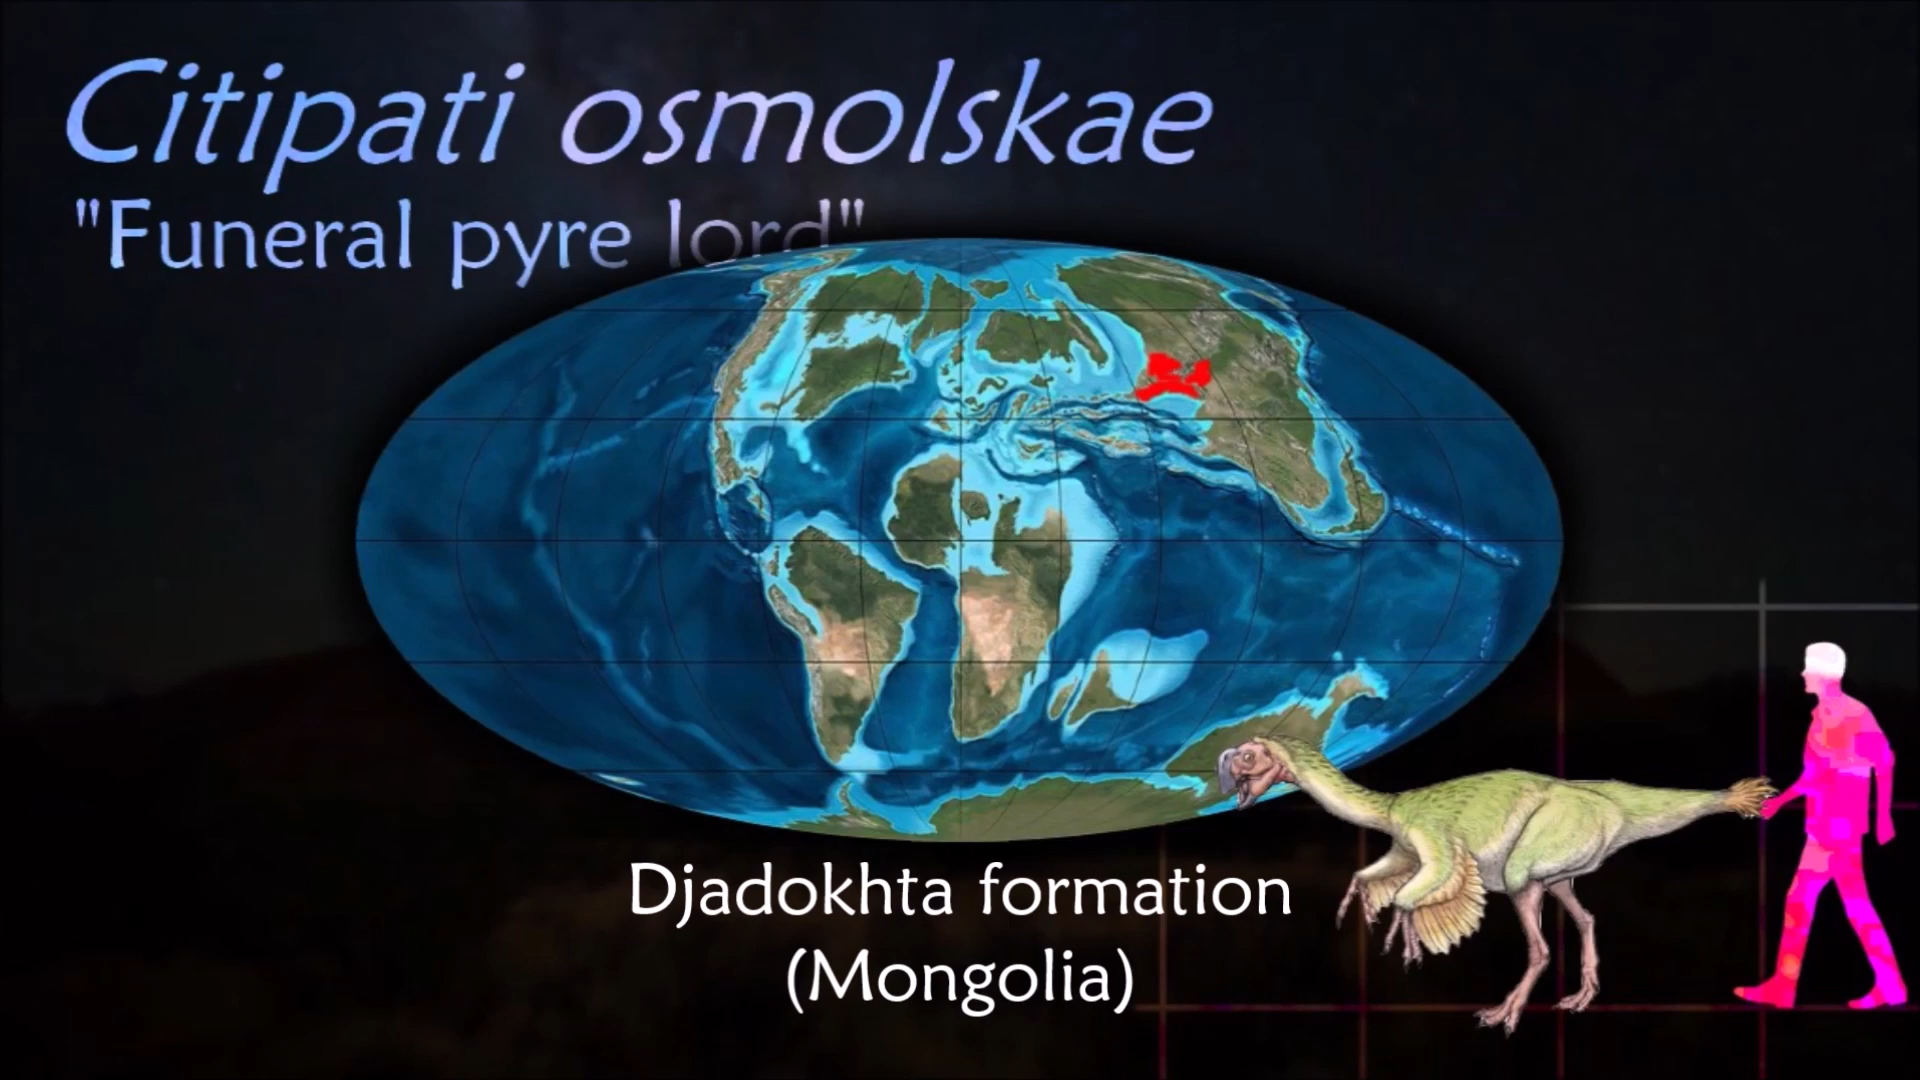 Citipati osmolskae
"Funeral pyre lord"
Djadokhta formation
(Mongolia)